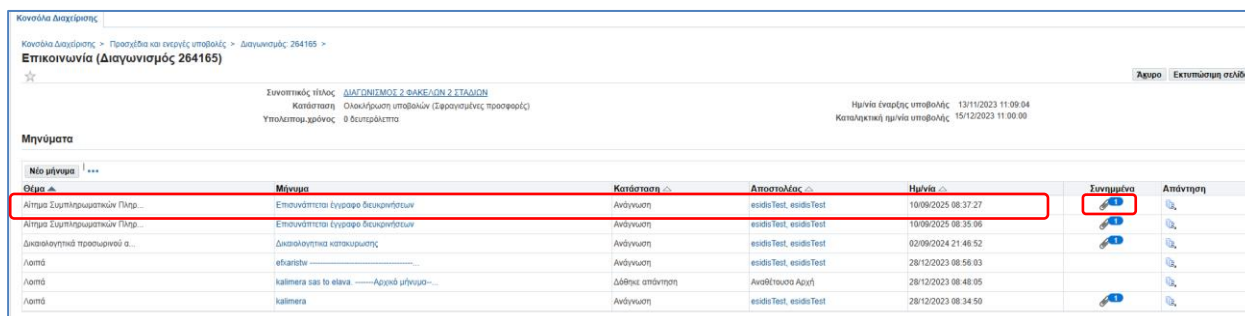 Κονσόλα Διαχείρισης
Κονσόλα Διαχείρισης > Προσχέδια και ενεργές υποβολές > Διαγωνισμός: 264165 >
Επικοινωνία (Διαγωνισμός 264165)
Άκυρο Εκτυπώσιμη σελίδα
Συνοπτικός τίτλος ΔΙΑΓΩΝΙΣΜΟΣ 2 ΦΑΚΕΛΩΝ 2 ΣΤΑΔΙΩΝ
Κατάσταση Ολοκλήρωση υποβολών (Σφραγισμένες προσφορές) Ημ/νία έναρξης υποβολής 13/11/2023 11:09:04
Υπολειπομ.χρόνος 0 δευτερόλεπτα Καταληκτική ημ/νία υποβολής 15/12/2023 11:00:00
Μηνύματα
Νέο μήνυμα
Θέμα Μήνυμα Κατάσταση Αποστολέας Ημ/νία Συνημμένα Απάντηση
Αίτημα Συμπληρωματικών Πληρ... Επισυνάπτεται έγγραφο διευκρινήσεων Ανάγνωση esidisTest, esidisTest 10/09/2025 08:37:27 1
Αίτημα Συμπληρωματικών Πληρ... Επισυνάπτεται έγγραφο διευκρινήσεων Ανάγνωση esidisTest, esidisTest 10/09/2025 08:35:06 1
Δικαιολογητικά προσωρινού α... Δικαιολογητικα κατακυρωσης Ανάγνωση esidisTest, esidisTest 02/09/2024 21:46:52 1
Λοιπά efxaristw ---------------------------------------... Ανάγνωση esidisTest, esidisTest 28/12/2023 08:56:03
Λοιπά kalimera sas to elava. -------Αρχικό μήνυμα--... Δόθηκε απάντηση Αναθέτουσα Αρχή 28/12/2023 08:48:05
Λοιπά kalimera Ανάγνωση esidisTest, esidisTest 28/12/2023 08:34:50 1